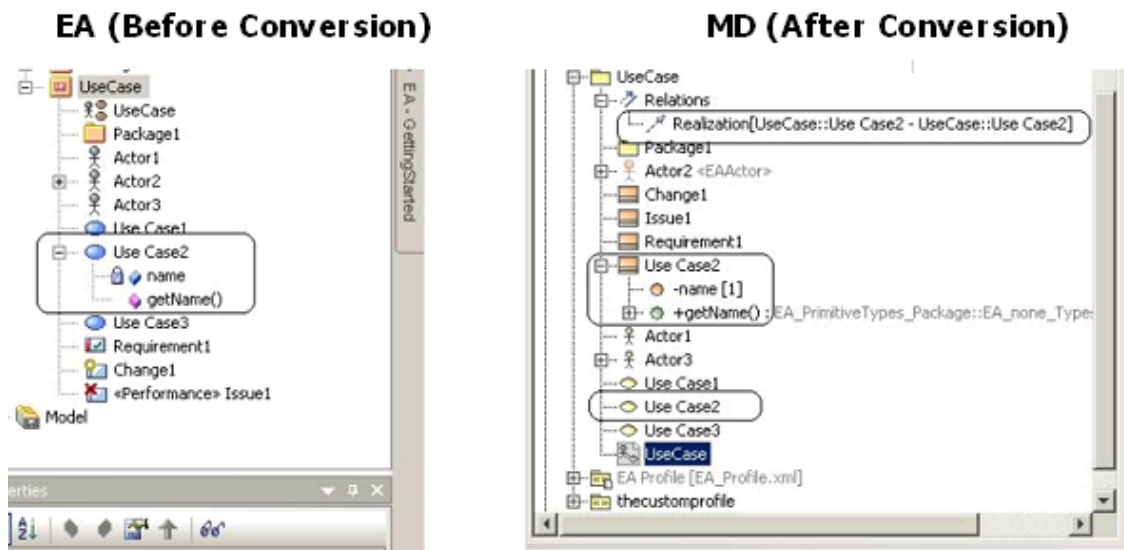 EA (Before Conversion)
UseCase
UseCase
Package1
Actor1
Actor2
Actor3
Use Case1
Use Case2
name
getName()
Use Case3
Requirement1
Change1
«Performance» Issue1
Model
EA - GettingStarted
erties
MD (After Conversion)
UseCase
Relations
Realization[UseCase::Use Case2 - UseCase::Use Case2]
Package1
Actor2 «EAActor»
Change1
Issue1
Requirement1
Use Case2
-name [1]
+getName() : EA_PrimitiveTypes_Package::EA_none_Type
Actor1
Actor3
Use Case1
Use Case2
Use Case3
UseCase
EA Profile [EA_Profile.xml]
thecustomprofile